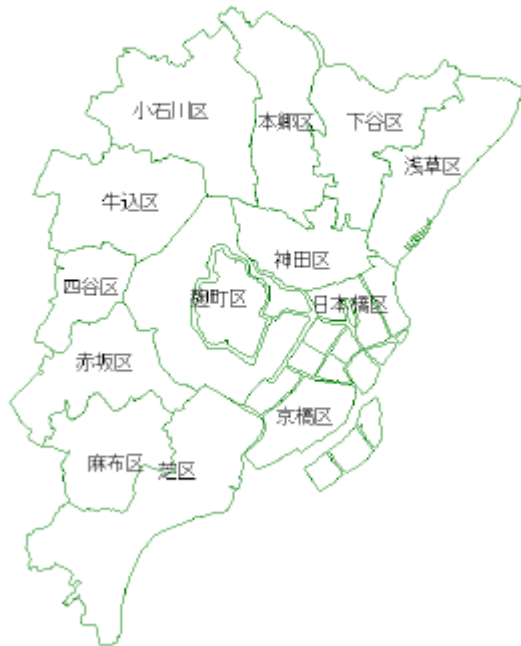 小石川区
本郷区
下谷区
浅草区
牛込区
神田区
四谷区
麹町区
日本橋区
赤坂区
京橋区
麻布区
芝区